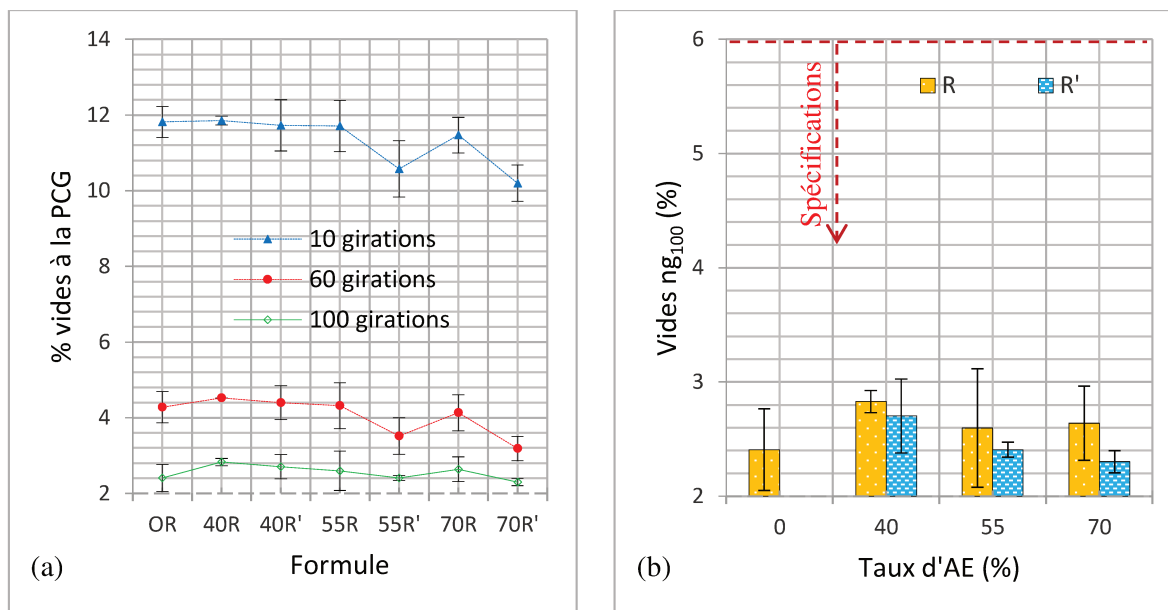 14
12
10
8
6
4
2
% vides à la PCG
10 girations
60 girations
100 girations
OR
40R
40R'
55R
55R'
70R
70R'
Formule
(a)
6
5
4
3
2
Vides ng₁₀₀ (%)
Spécifications
R
R'
0
40
55
70
Taux d'AE (%)
(b)